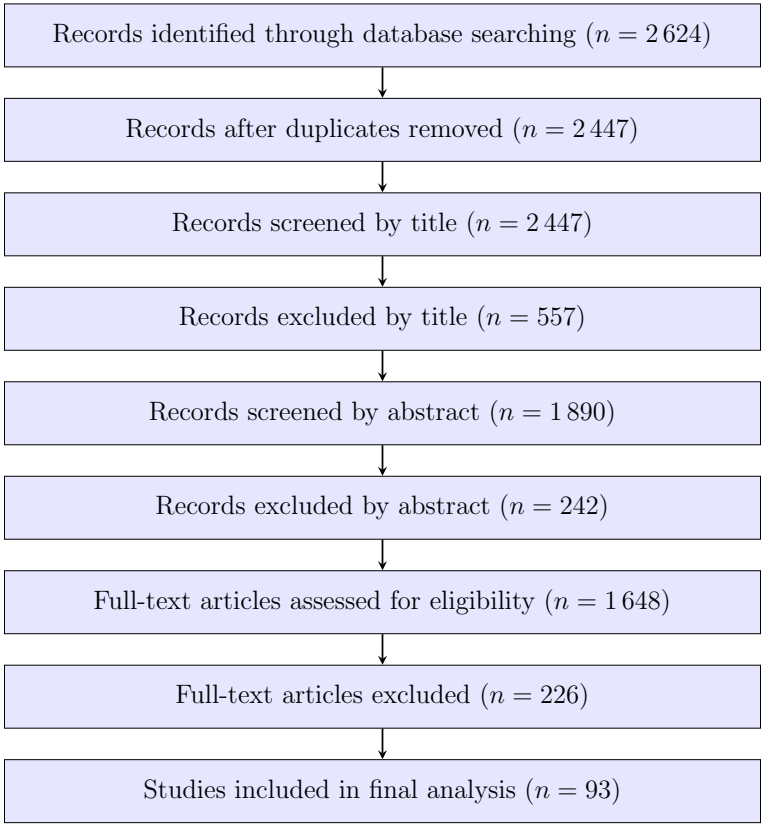 Records identified through database searching (n = 2 624)
Records after duplicates removed (n = 2 447)
Records screened by title (n = 2 447)
Records excluded by title (n = 557)
Records screened by abstract (n = 1 890)
Records excluded by abstract (n = 242)
Full-text articles assessed for eligibility (n = 1 648)
Full-text articles excluded (n = 226)
Studies included in final analysis (n = 93)